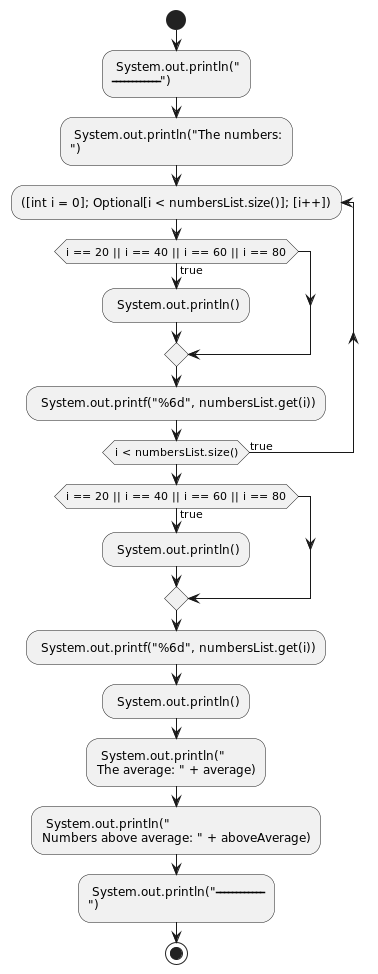 System.out.println("
------------")
System.out.println("The numbers:
")
([int i = 0]; Optional[i < numbersList.size()]; [i++])
i == 20 || i == 40 || i == 60 || i == 80
true
System.out.println()
System.out.printf("%6d", numbersList.get(i))
i < numbersList.size()
true
i == 20 || i == 40 || i == 60 || i == 80
true
System.out.println()
System.out.printf("%6d", numbersList.get(i))
System.out.println()
System.out.println("
The average: " + average)
System.out.println("
Numbers above average: " + aboveAverage)
System.out.println("------------
")